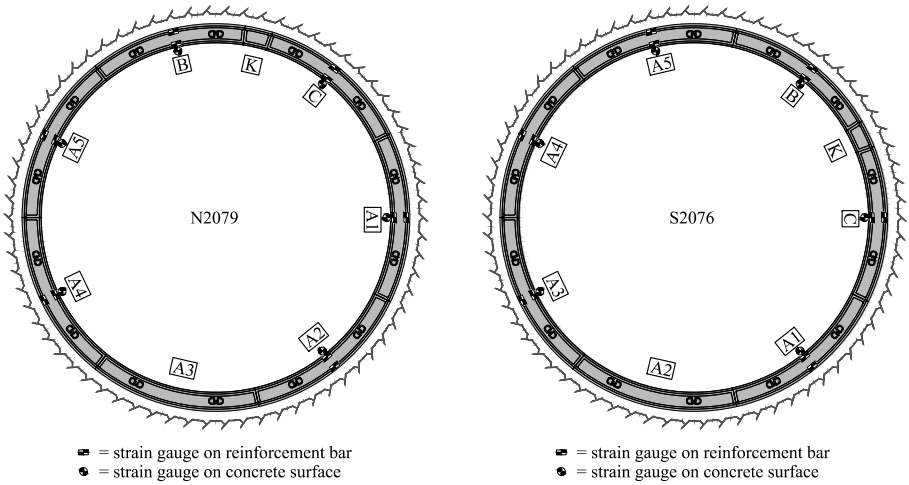 B
K
C
A5
A1
A4
A2
A3
N2079
A5
B
K
A4
C
A3
A1
A2
S2076
= strain gauge on reinforcement bar
= strain gauge on concrete surface
= strain gauge on reinforcement bar
= strain gauge on concrete surface